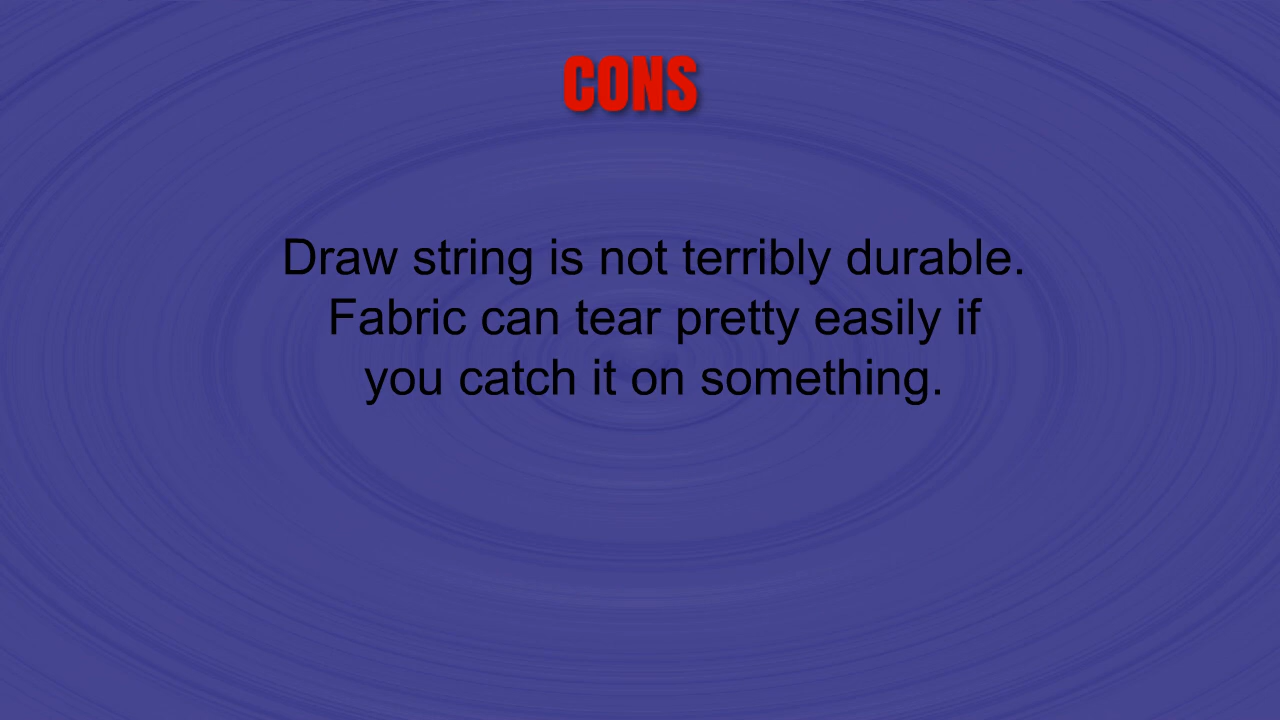 CONS
Draw string is not terribly durable.
Fabric can tear pretty easily if
you catch it on something.